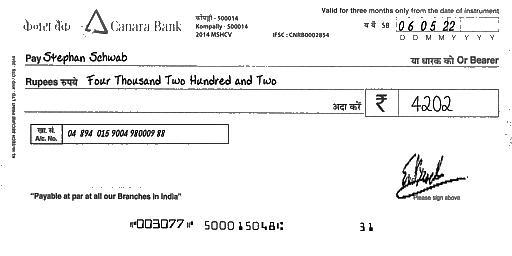 Valid for three months only from the date of instrument
केनरा बैंक Canara Bank
कोंपल्ली - 500014
Kompally - 500014
2014 MSHCV
IFSC : CNRB0002854
SB 06 05 22
D D M M Y Y Y Y
Pay Stephan Schwab या धारक को Or Bearer
Rupees रुपये Four Thousand Two Hundred and Two
अदा करें ₹ 4202
खा. सं.
A/c. No. 04 894 015 9004 980009 88
Please sign above
"Payable at par at all our Branches in India"
⑈003077⑈ 500015048⑆ 31